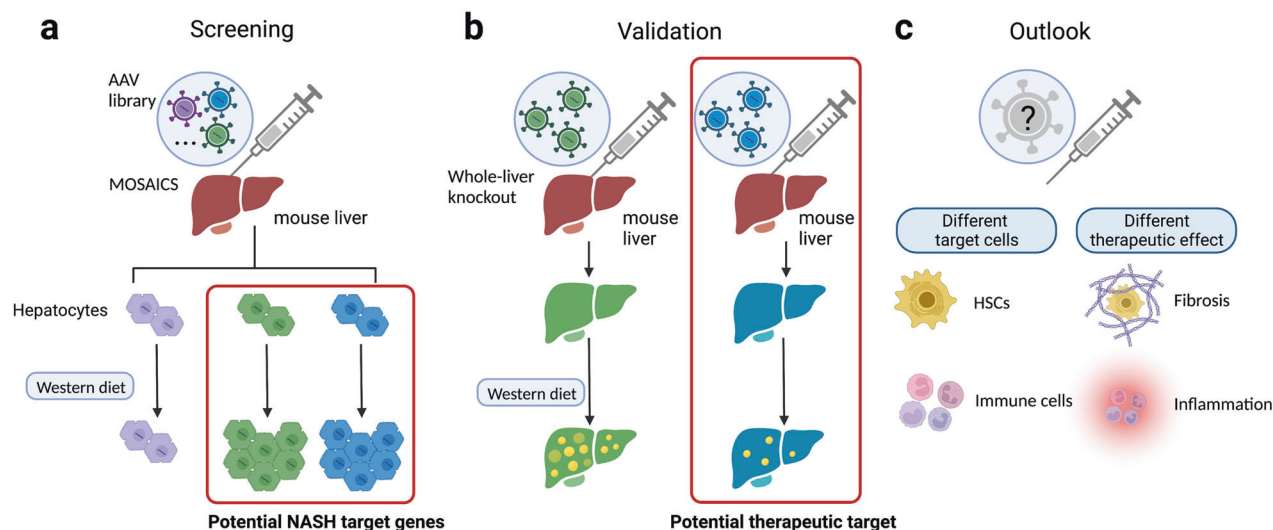 a
Screening
AAV
library
...
MOSAICS
mouse liver
Hepatocytes
Western diet
Potential NASH target genes
b
Validation
Whole-liver
knockout
mouse
liver
mouse
liver
Western diet
Potential therapeutic target
c
Outlook
?
Different
target cells
Different
therapeutic effect
HSCs
Fibrosis
Immune cells
Inflammation